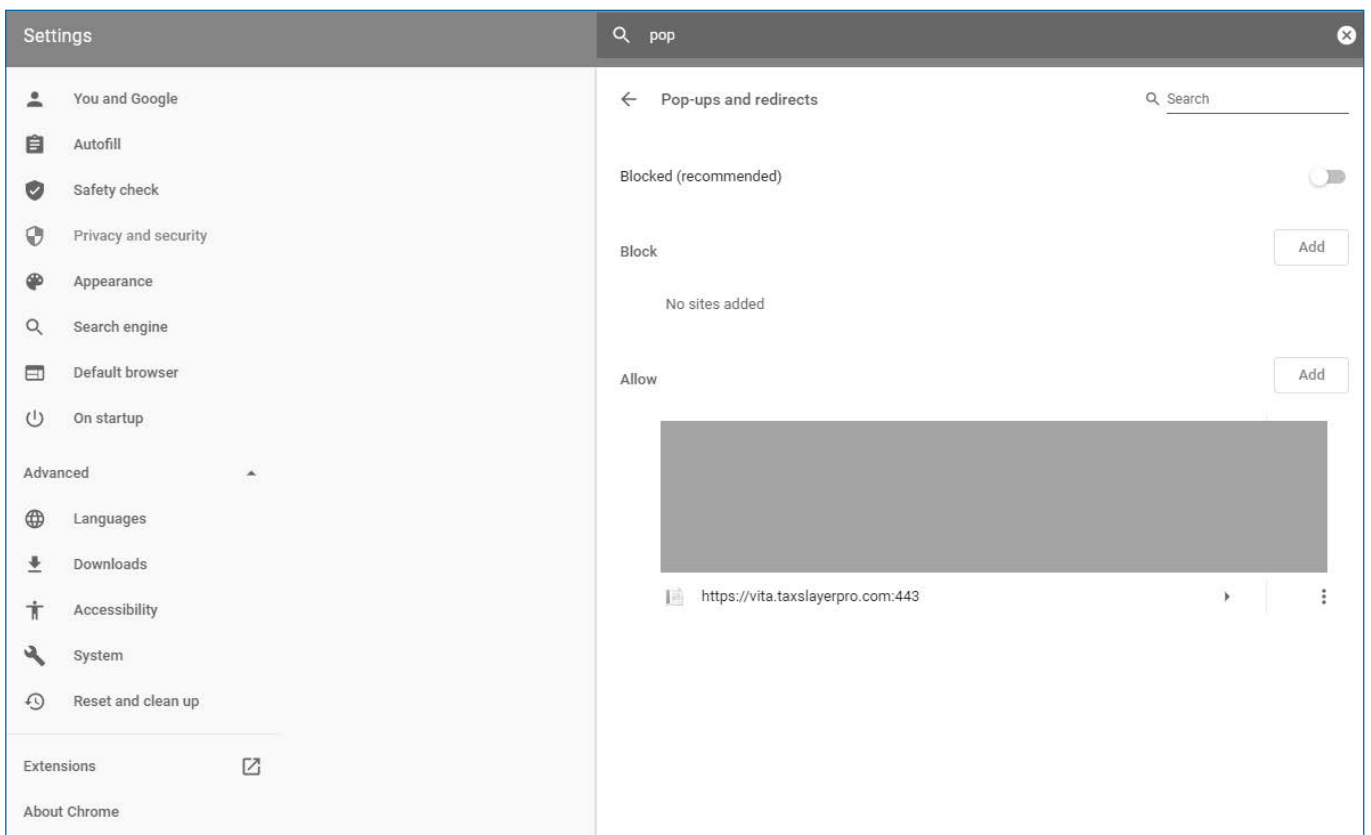 Settings
pop
You and Google
Autofill
Safety check
Privacy and security
Appearance
Search engine
Default browser
On startup
Advanced
Languages
Downloads
Accessibility
System
Reset and clean up
Extensions
About Chrome
Pop-ups and redirects
Search
Blocked (recommended)
Block
Add
No sites added
Allow
Add
https://vita.taxslayerpro.com:443